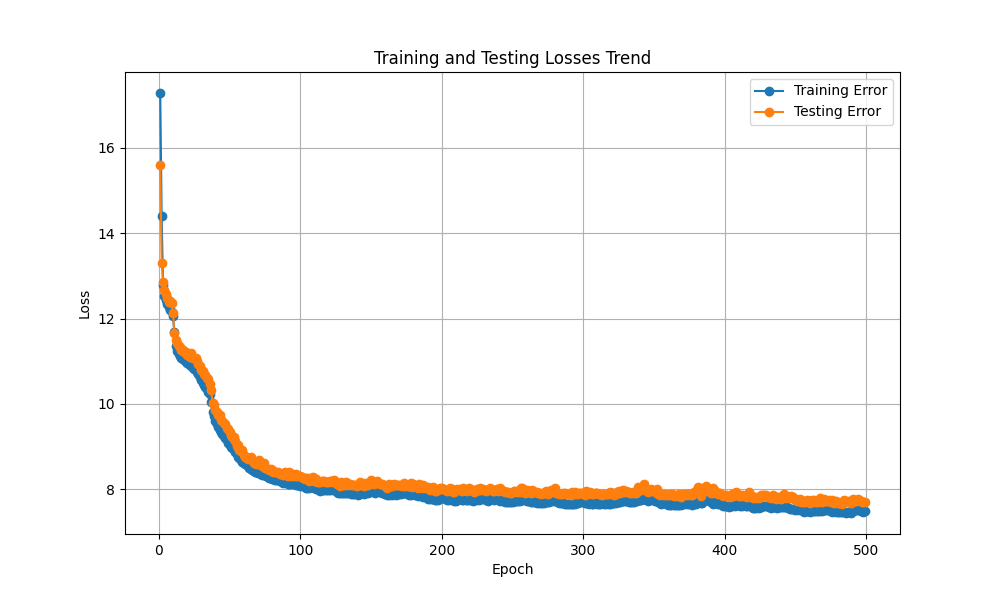 Training and Testing Losses Trend
Training Error
Testing Error
Loss
16
14
12
10
8
0 100 200 300 400 500
Epoch